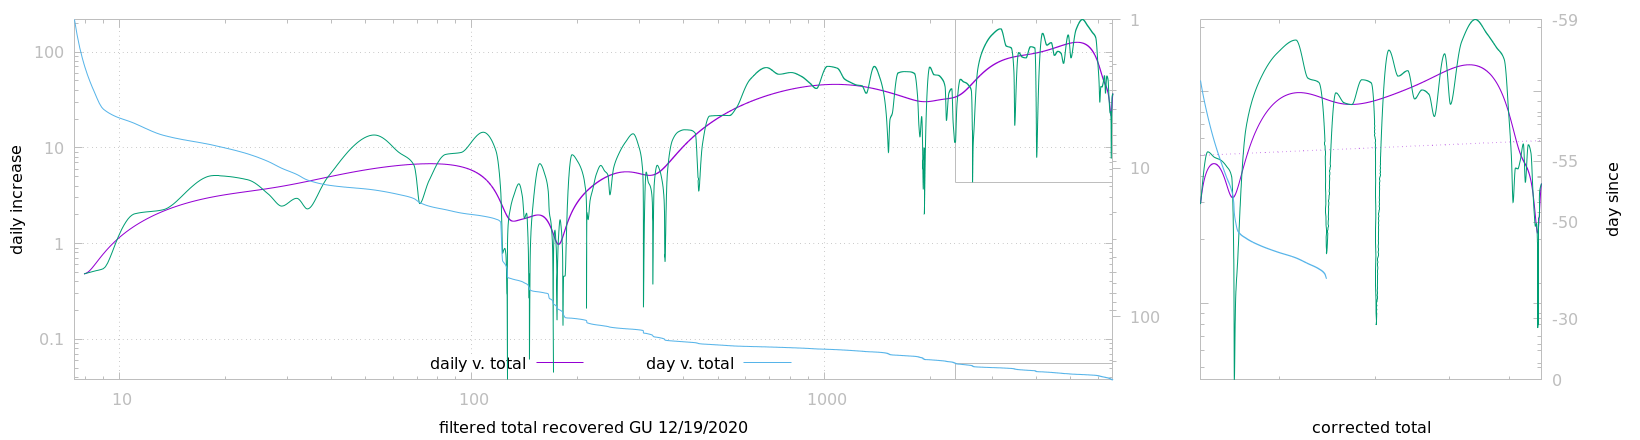 daily increase
100
10
1
0.1
10
100
1000
1
10
100
daily v. total
day v. total
filtered total recovered GU 12/19/2020
-59
-55
-50
-30
0
day since
corrected total